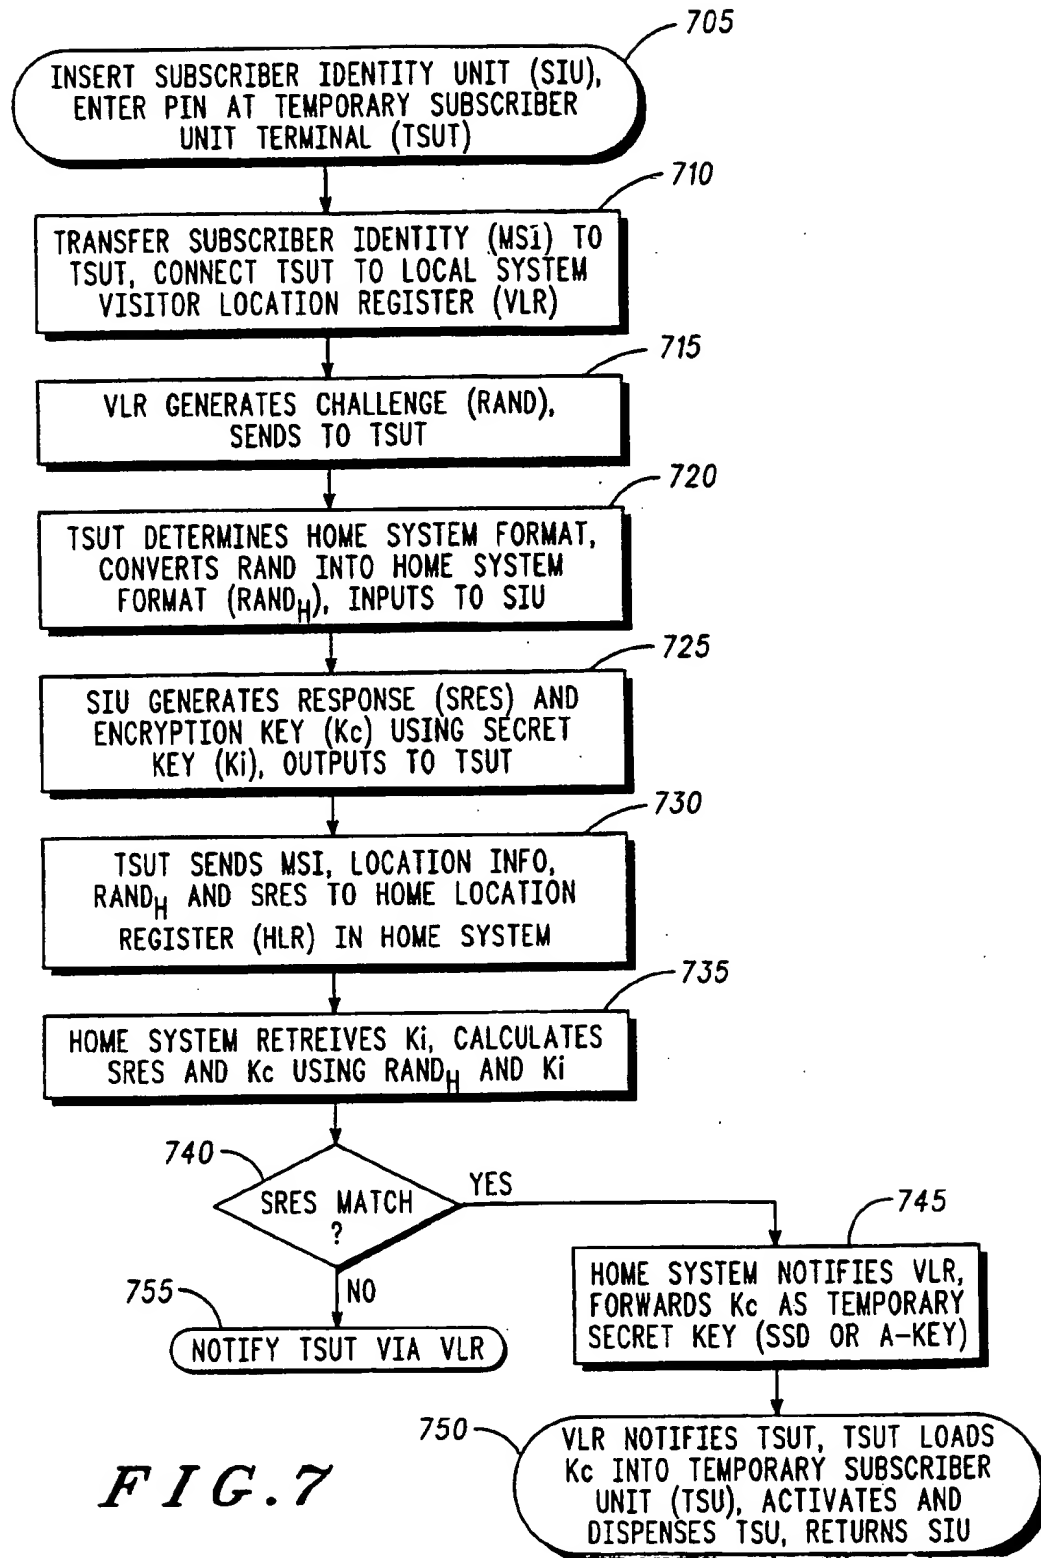 705
INSERT SUBSCRIBER IDENTITY UNIT (SIU),
ENTER PIN AT TEMPORARY SUBSCRIBER
UNIT TERMINAL (TSUT)
710
TRANSFER SUBSCRIBER IDENTITY (MSi) TO
TSUT, CONNECT TSUT TO LOCAL SYSTEM
VISITOR LOCATION REGISTER (VLR)
715
VLR GENERATES CHALLENGE (RAND),
SENDS TO TSUT
720
TSUT DETERMINES HOME SYSTEM FORMAT,
CONVERTS RAND INTO HOME SYSTEM
FORMAT (RANDH), INPUTS TO SIU
725
SIU GENERATES RESPONSE (SRES) AND
ENCRYPTION KEY (Kc) USING SECRET
KEY (Ki), OUTPUTS TO TSUT
730
TSUT SENDS MSI, LOCATION INFO,
RANDH AND SRES TO HOME LOCATION
REGISTER (HLR) IN HOME SYSTEM
735
HOME SYSTEM RETREIVES Ki, CALCULATES
SRES AND Kc USING RANDH AND Ki
740
SRES MATCH
?
YES
NO
745
HOME SYSTEM NOTIFIES VLR,
FORWARDS Kc AS TEMPORARY
SECRET KEY (SSD OR A-KEY)
755
NOTIFY TSUT VIA VLR
750
VLR NOTIFIES TSUT, TSUT LOADS
Kc INTO TEMPORARY SUBSCRIBER
UNIT (TSU), ACTIVATES AND
DISPENSES TSU, RETURNS SIU
FIG.7